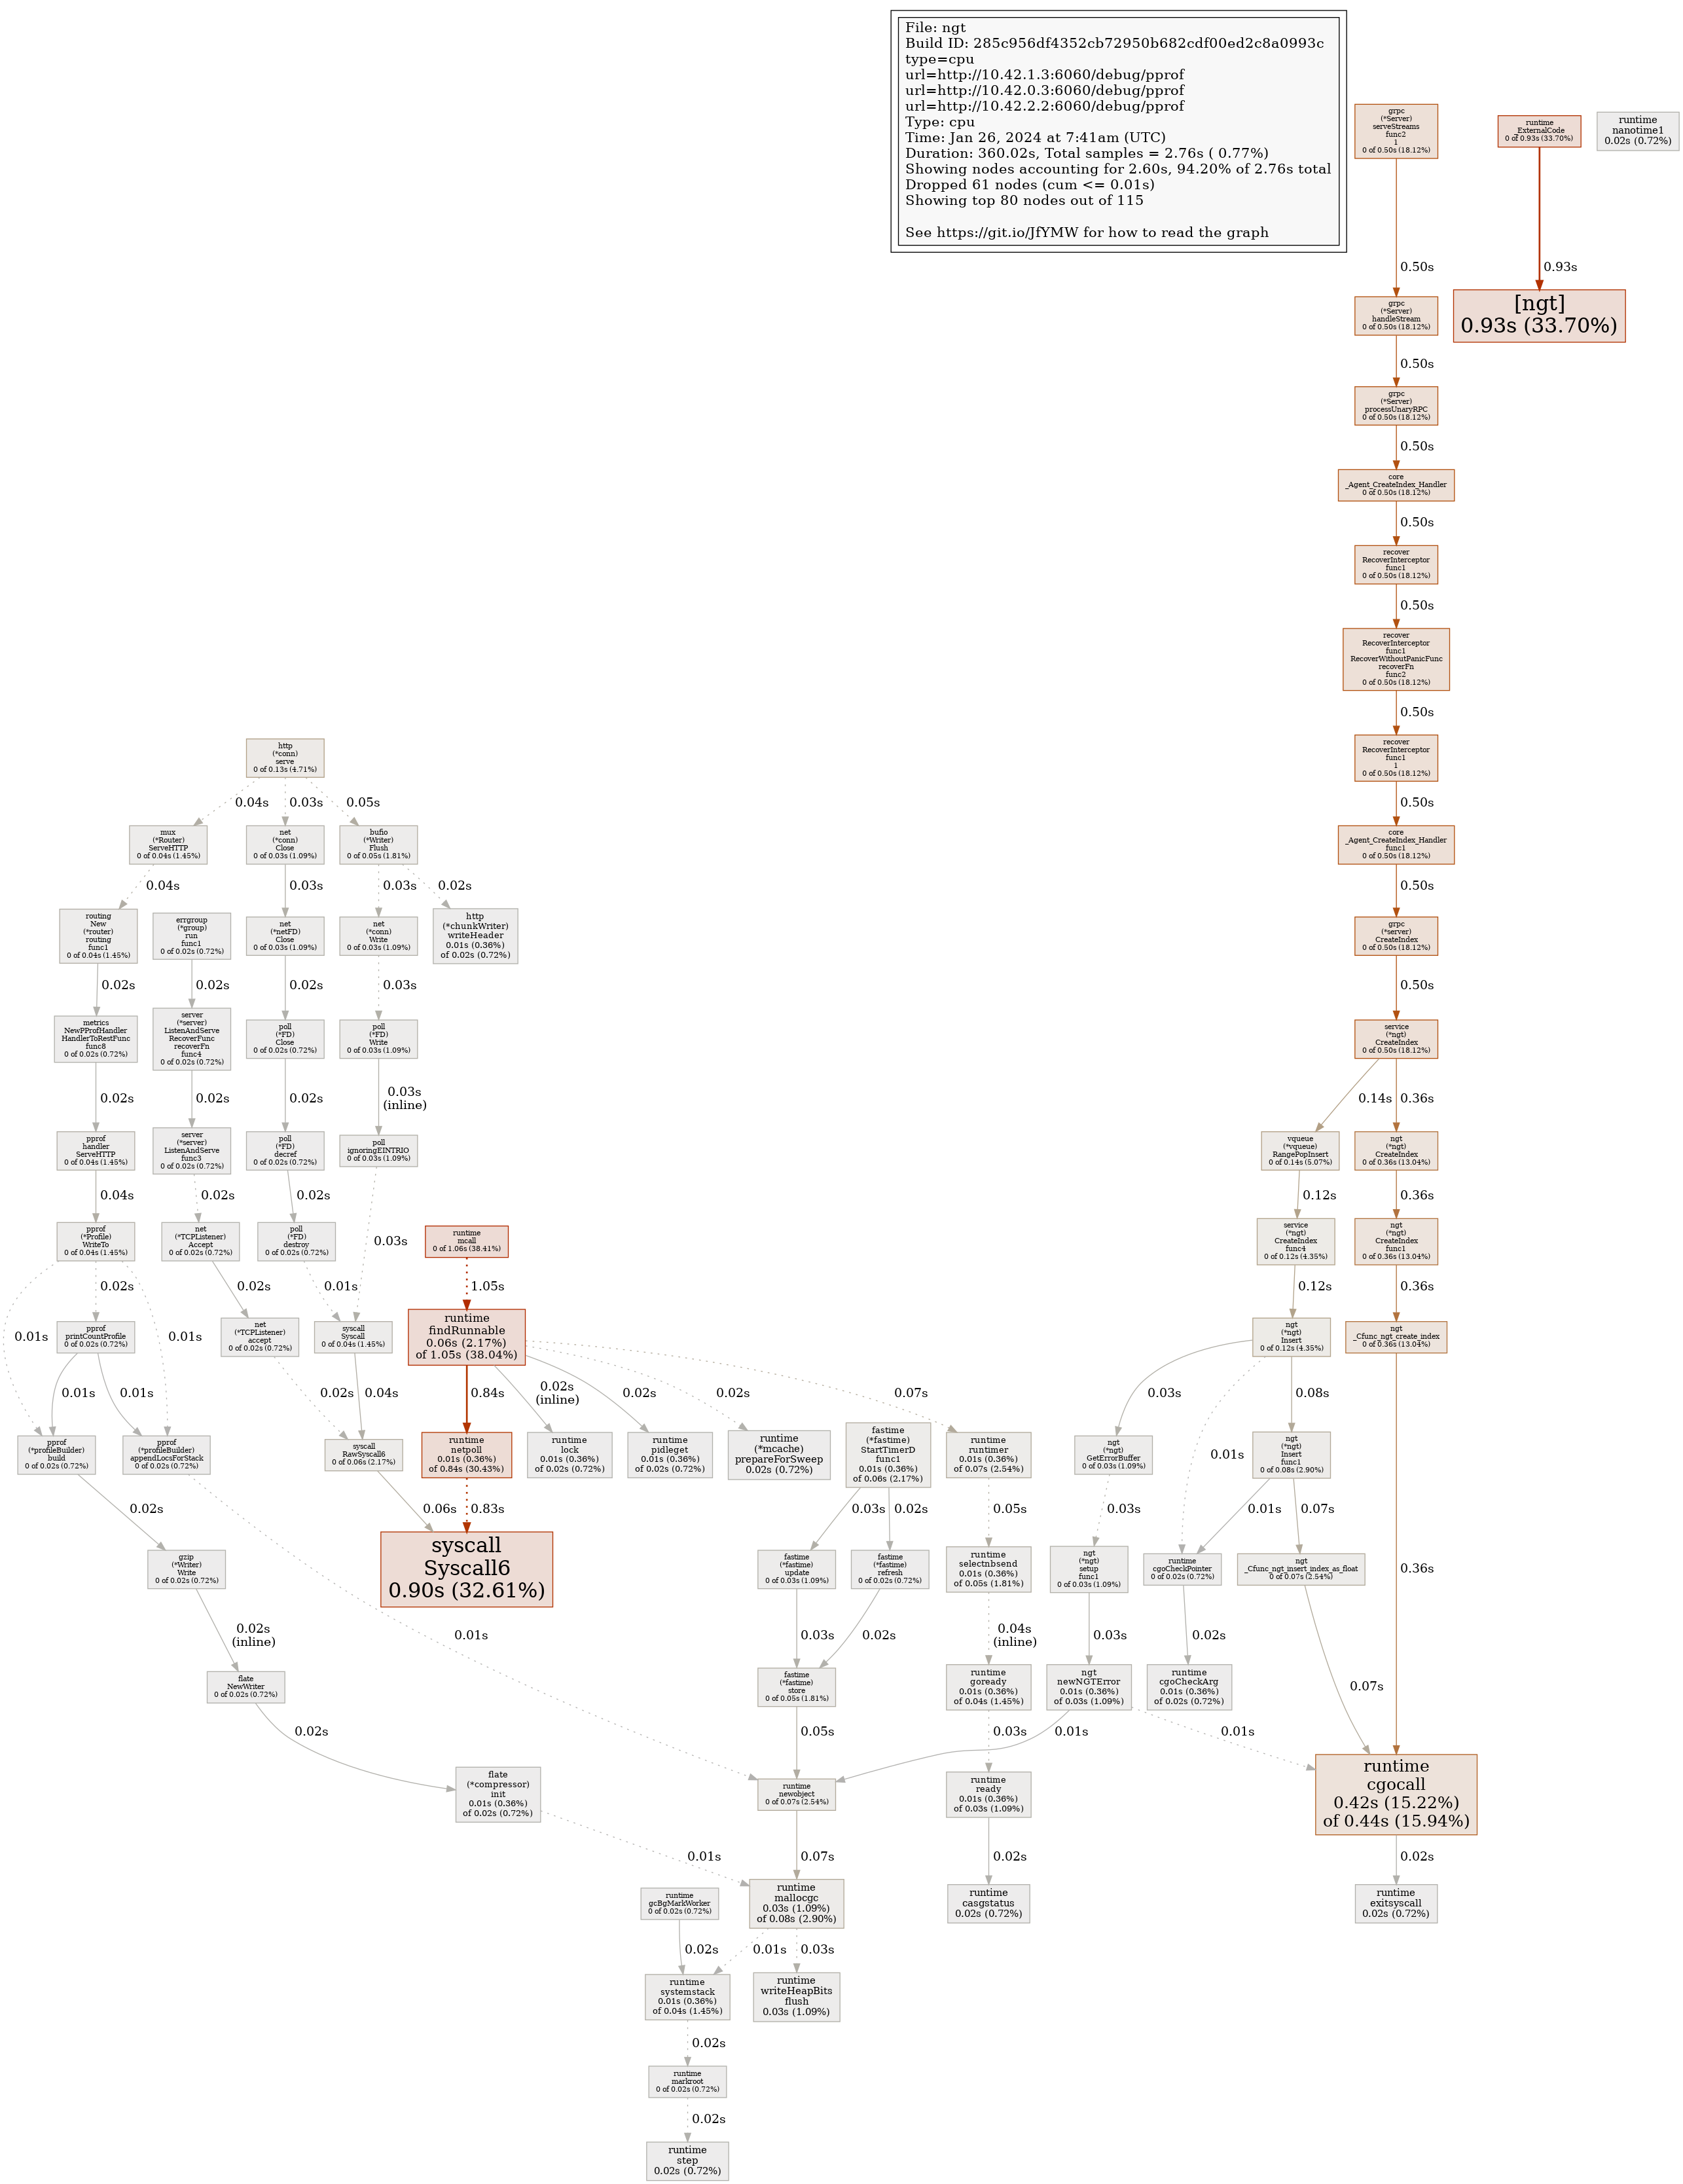 File: ngt
Build ID: 285c956df4352cb72950b682cdf00ed2c8a0993c
type=cpu
url=http://10.42.1.3:6060/debug/pprof
url=http://10.42.0.3:6060/debug/pprof
url=http://10.42.2.2:6060/debug/pprof
Type: cpu
Time: Jan 26, 2024 at 7:41am (UTC)
Duration: 360.02s, Total samples = 2.76s ( 0.77%)
Showing nodes accounting for 2.60s, 94.20% of 2.76s total
Dropped 61 nodes (cum <= 0.01s)
Showing top 80 nodes out of 115
See https://git.io/JfYMW for how to read the graph
grpc
(*Server)
serveStreams
func2
1
0 of 0.50s (18.12%)
runtime
_ExternalCode
0 of 0.93s (33.70%)
runtime
nanotime1
0.02s (0.72%)
0.50s
0.93s
grpc
(*Server)
handleStream
0 of 0.50s (18.12%)
[ngt]
0.93s (33.70%)
0.50s
grpc
(*Server)
processUnaryRPC
0 of 0.50s (18.12%)
0.50s
core
_Agent_CreateIndex_Handler
0 of 0.50s (18.12%)
0.50s
recover
RecoverInterceptor
func1
0 of 0.50s (18.12%)
0.50s
recover
RecoverInterceptor
func1
RecoverWithoutPanicFunc
recoverFn
func2
0 of 0.50s (18.12%)
0.50s
recover
RecoverInterceptor
func1
1
0 of 0.50s (18.12%)
0.50s
core
_Agent_CreateIndex_Handler
func1
0 of 0.50s (18.12%)
0.50s
grpc
(*server)
CreateIndex
0 of 0.50s (18.12%)
0.50s
service
(*ngt)
CreateIndex
0 of 0.50s (18.12%)
0.14s
0.36s
vqueue
(*vqueue)
RangePopInsert
0 of 0.14s (5.07%)
ngt
(*ngt)
CreateIndex
0 of 0.36s (13.04%)
0.12s
0.36s
service
(*ngt)
CreateIndex
func4
0 of 0.12s (4.35%)
ngt
(*ngt)
CreateIndex
func1
0 of 0.36s (13.04%)
0.12s
0.36s
ngt
(*ngt)
Insert
0 of 0.12s (4.35%)
ngt
_Cfunc_ngt_create_index
0 of 0.36s (13.04%)
0.03s
0.01s
0.08s
0.36s
ngt
(*ngt)
GetErrorBuffer
0 of 0.03s (1.09%)
ngt
(*ngt)
Insert
func1
0 of 0.08s (2.90%)
0.03s
0.01s
0.07s
ngt
(*ngt)
setup
func1
0 of 0.03s (1.09%)
runtime
cgoCheckPointer
0 of 0.02s (0.72%)
ngt
_Cfunc_ngt_insert_index_as_float
0 of 0.07s (2.54%)
0.03s
0.02s
0.07s
ngt
newNGTError
0.01s (0.36%)
of 0.03s (1.09%)
runtime
cgoCheckArg
0.01s (0.36%)
of 0.02s (0.72%)
0.01s
0.01s
runtime
cgocall
0.42s (15.22%)
of 0.44s (15.94%)
0.02s
runtime
exitsyscall
0.02s (0.72%)
http
(*conn)
serve
0 of 0.13s (4.71%)
0.04s
0.03s
0.05s
mux
(*Router)
ServeHTTP
0 of 0.04s (1.45%)
net
(*conn)
Close
0 of 0.03s (1.09%)
bufio
(*Writer)
Flush
0 of 0.05s (1.81%)
0.04s
0.03s
0.03s
0.02s
routing
New
(*router)
routing
func1
0 of 0.04s (1.45%)
errgroup
(*group)
run
func1
0 of 0.02s (0.72%)
net
(*netFD)
Close
0 of 0.03s (1.09%)
net
(*conn)
Write
0 of 0.03s (1.09%)
http
(*chunkWriter)
writeHeader
0.01s (0.36%)
of 0.02s (0.72%)
0.02s
0.02s
0.02s
0.03s
metrics
NewPProfHandler
HandlerToRestFunc
func8
0 of 0.02s (0.72%)
server
(*server)
ListenAndServe
RecoverFunc
recoverFn
func4
0 of 0.02s (0.72%)
poll
(*FD)
Close
0 of 0.02s (0.72%)
poll
(*FD)
Write
0 of 0.03s (1.09%)
0.02s
0.02s
0.02s
0.03s
(inline)
pprof
handler
ServeHTTP
0 of 0.04s (1.45%)
server
(*server)
ListenAndServe
func3
0 of 0.02s (0.72%)
poll
(*FD)
decref
0 of 0.02s (0.72%)
poll
ignoringEINTRIO
0 of 0.03s (1.09%)
0.04s
0.02s
0.02s
0.03s
pprof
(*Profile)
WriteTo
0 of 0.04s (1.45%)
net
(*TCPListener)
Accept
0 of 0.02s (0.72%)
poll
(*FD)
destroy
0 of 0.02s (0.72%)
runtime
mcall
0 of 1.06s (38.41%)
0.01s
0.02s
0.01s
0.02s
0.01s
1.05s
pprof
printCountProfile
0 of 0.02s (0.72%)
net
(*TCPListener)
accept
0 of 0.02s (0.72%)
syscall
Syscall
0 of 0.04s (1.45%)
runtime
findRunnable
0.06s (2.17%)
of 1.05s (38.04%)
0.01s
0.01s
0.02s
0.04s
0.84s
0.02s
(inline)
0.02s
0.02s
0.07s
pprof
(*profileBuilder)
build
0 of 0.02s (0.72%)
pprof
(*profileBuilder)
appendLocsForStack
0 of 0.02s (0.72%)
syscall
RawSyscall6
0 of 0.06s (2.17%)
runtime
netpoll
0.01s (0.36%)
of 0.84s (30.43%)
runtime
lock
0.01s (0.36%)
of 0.02s (0.72%)
runtime
pidleget
0.01s (0.36%)
of 0.02s (0.72%)
runtime
(*mcache)
prepareForSweep
0.02s (0.72%)
fastime
(*fastime)
StartTimerD
func1
0.01s (0.36%)
of 0.06s (2.17%)
runtime
runtimer
0.01s (0.36%)
of 0.07s (2.54%)
0.02s
0.06s
0.83s
0.03s
0.02s
0.05s
gzip
(*Writer)
Write
0 of 0.02s (0.72%)
syscall
Syscall6
0.90s (32.61%)
fastime
(*fastime)
update
0 of 0.03s (1.09%)
fastime
(*fastime)
refresh
0 of 0.02s (0.72%)
runtime
selectnbsend
0.01s (0.36%)
of 0.05s (1.81%)
0.02s
(inline)
0.01s
0.03s
0.02s
0.04s
(inline)
flate
NewWriter
0 of 0.02s (0.72%)
fastime
(*fastime)
store
0 of 0.05s (1.81%)
runtime
goready
0.01s (0.36%)
of 0.04s (1.45%)
0.02s
0.05s
0.03s
flate
(*compressor)
init
0.01s (0.36%)
of 0.02s (0.72%)
runtime
newobject
0 of 0.07s (2.54%)
runtime
ready
0.01s (0.36%)
of 0.03s (1.09%)
0.01s
0.07s
0.02s
runtime
gcBgMarkWorker
0 of 0.02s (0.72%)
runtime
mallocgc
0.03s (1.09%)
of 0.08s (2.90%)
runtime
casgstatus
0.02s (0.72%)
0.02s
0.01s
0.03s
runtime
systemstack
0.01s (0.36%)
of 0.04s (1.45%)
runtime
writeHeapBits
flush
0.03s (1.09%)
0.02s
runtime
markroot
0 of 0.02s (0.72%)
0.02s
runtime
step
0.02s (0.72%)